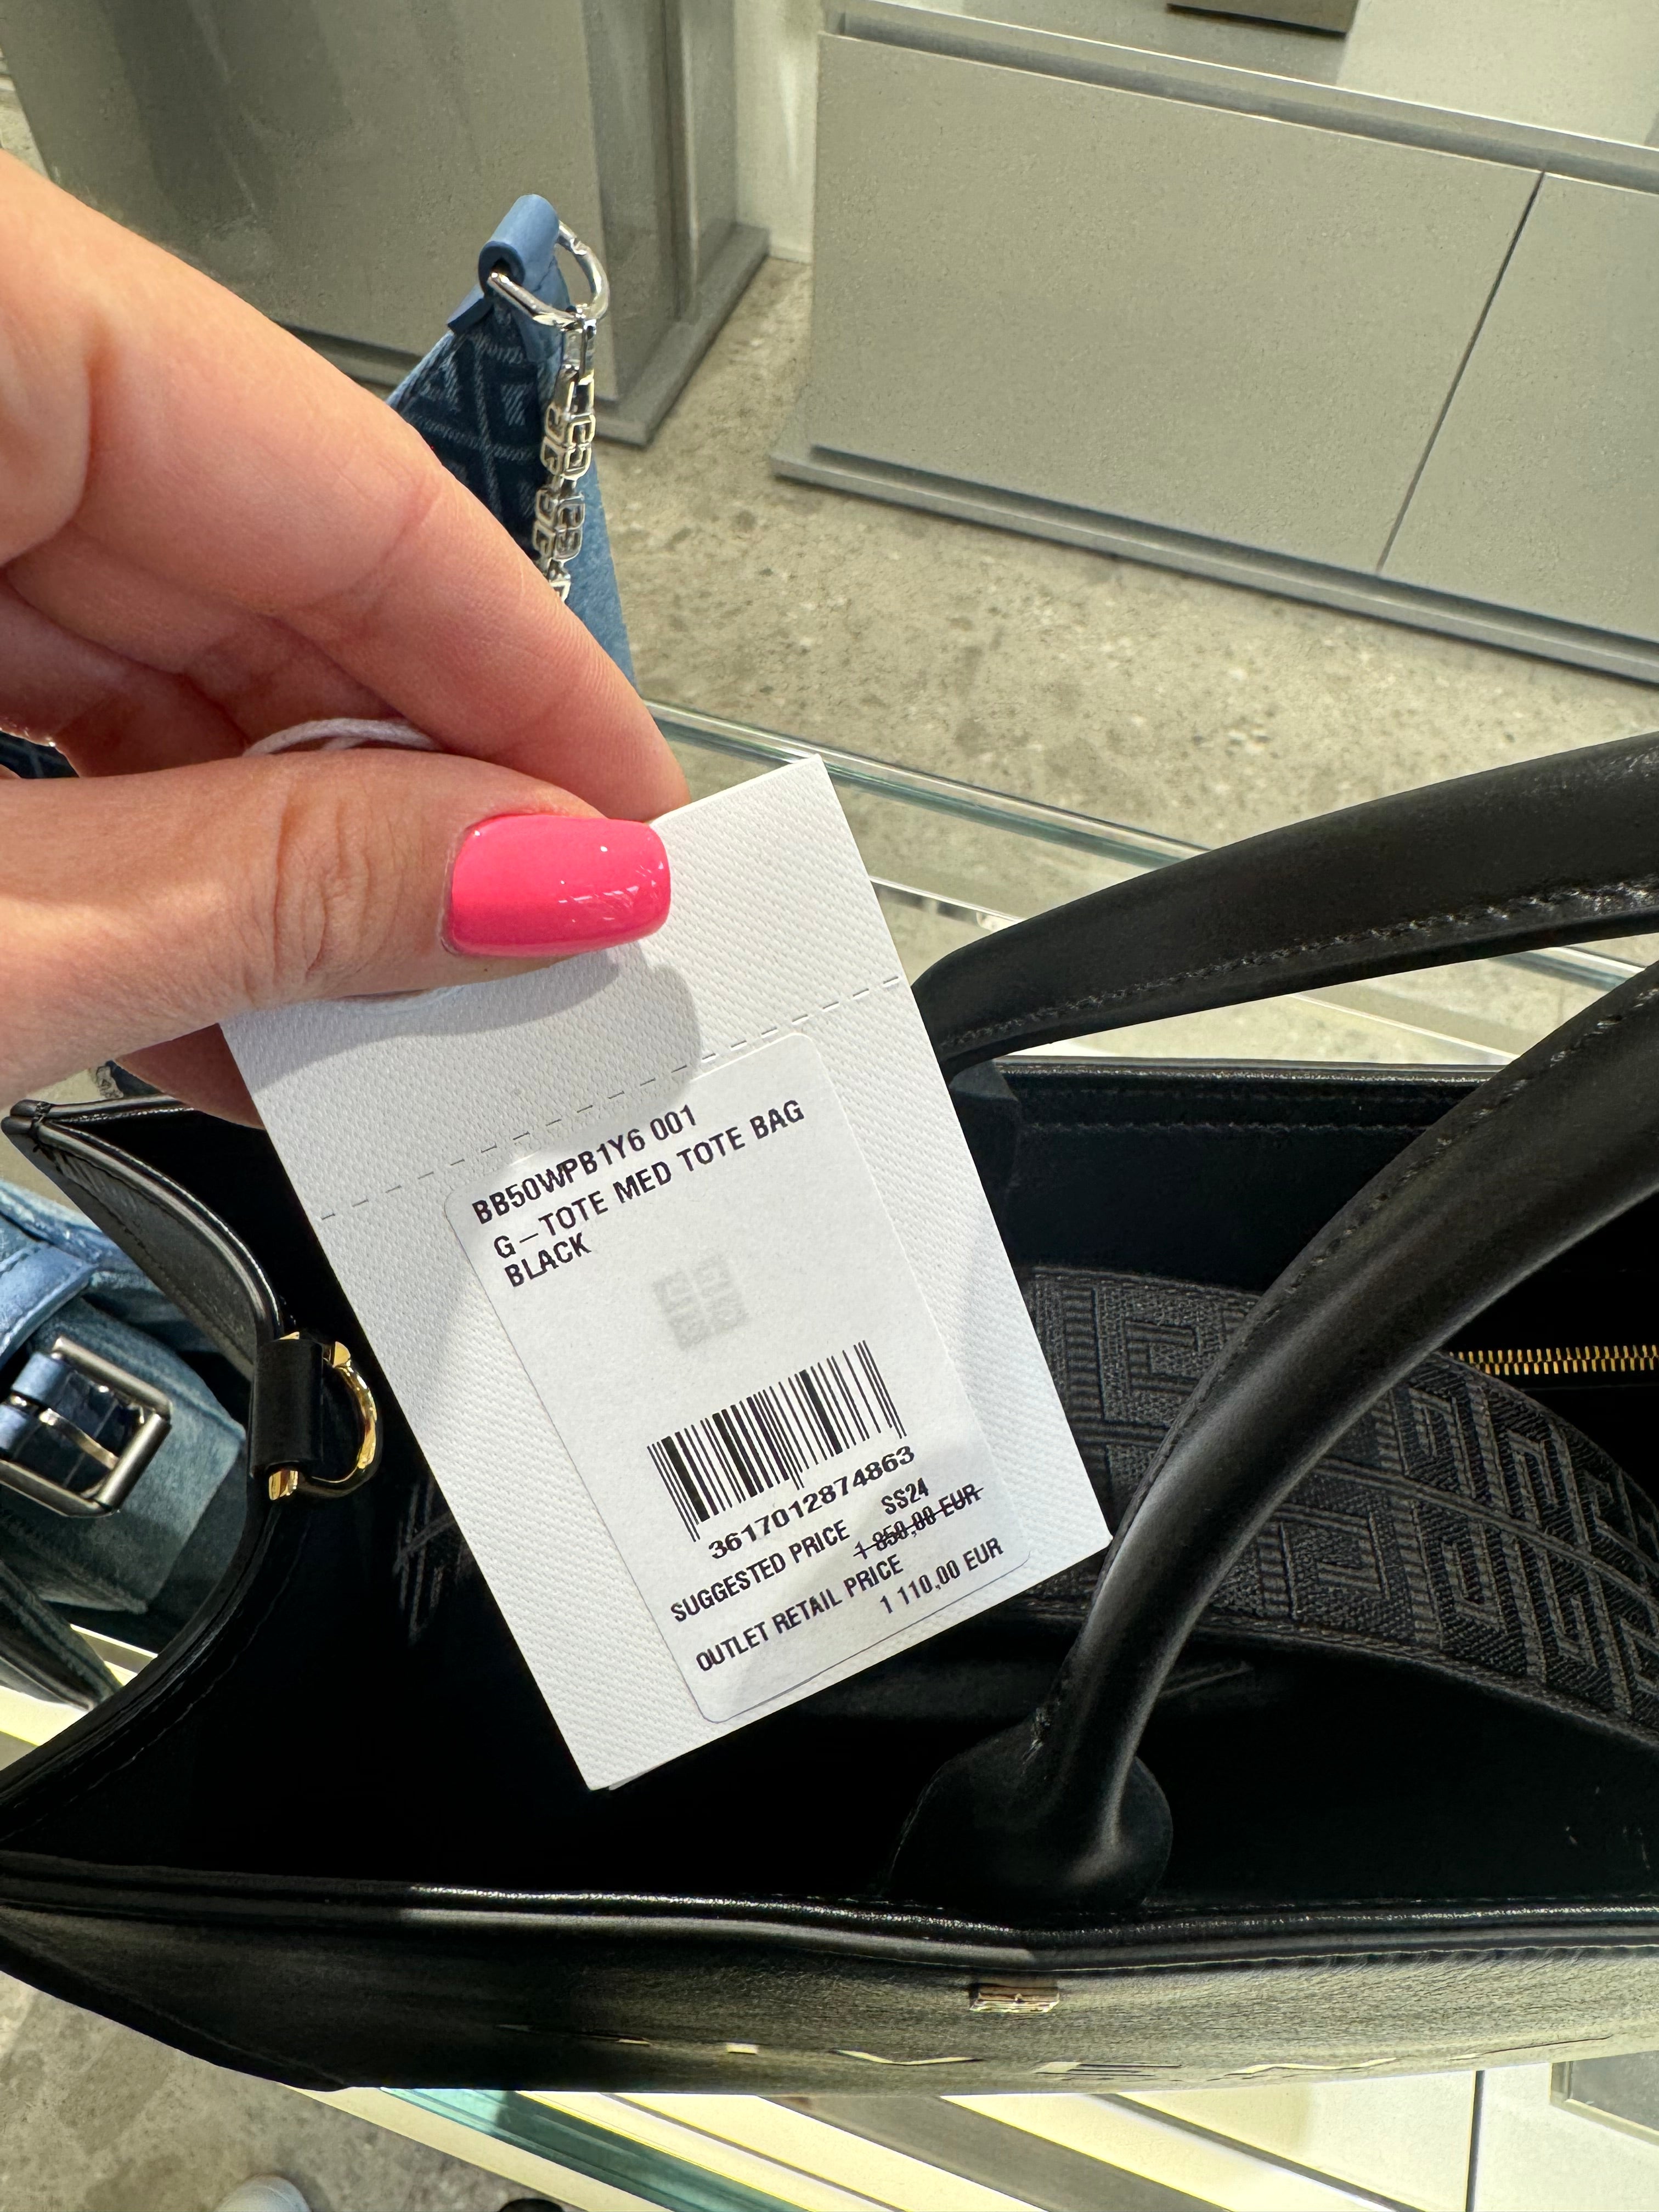 BB50WPB1Y6 001
G-TOTE MED TOTE BAG
BLACK
3617012874863
SS24
SUGGESTED PRICE 1 850,00 EUR
OUTLET RETAIL PRICE
1 110,00 EUR